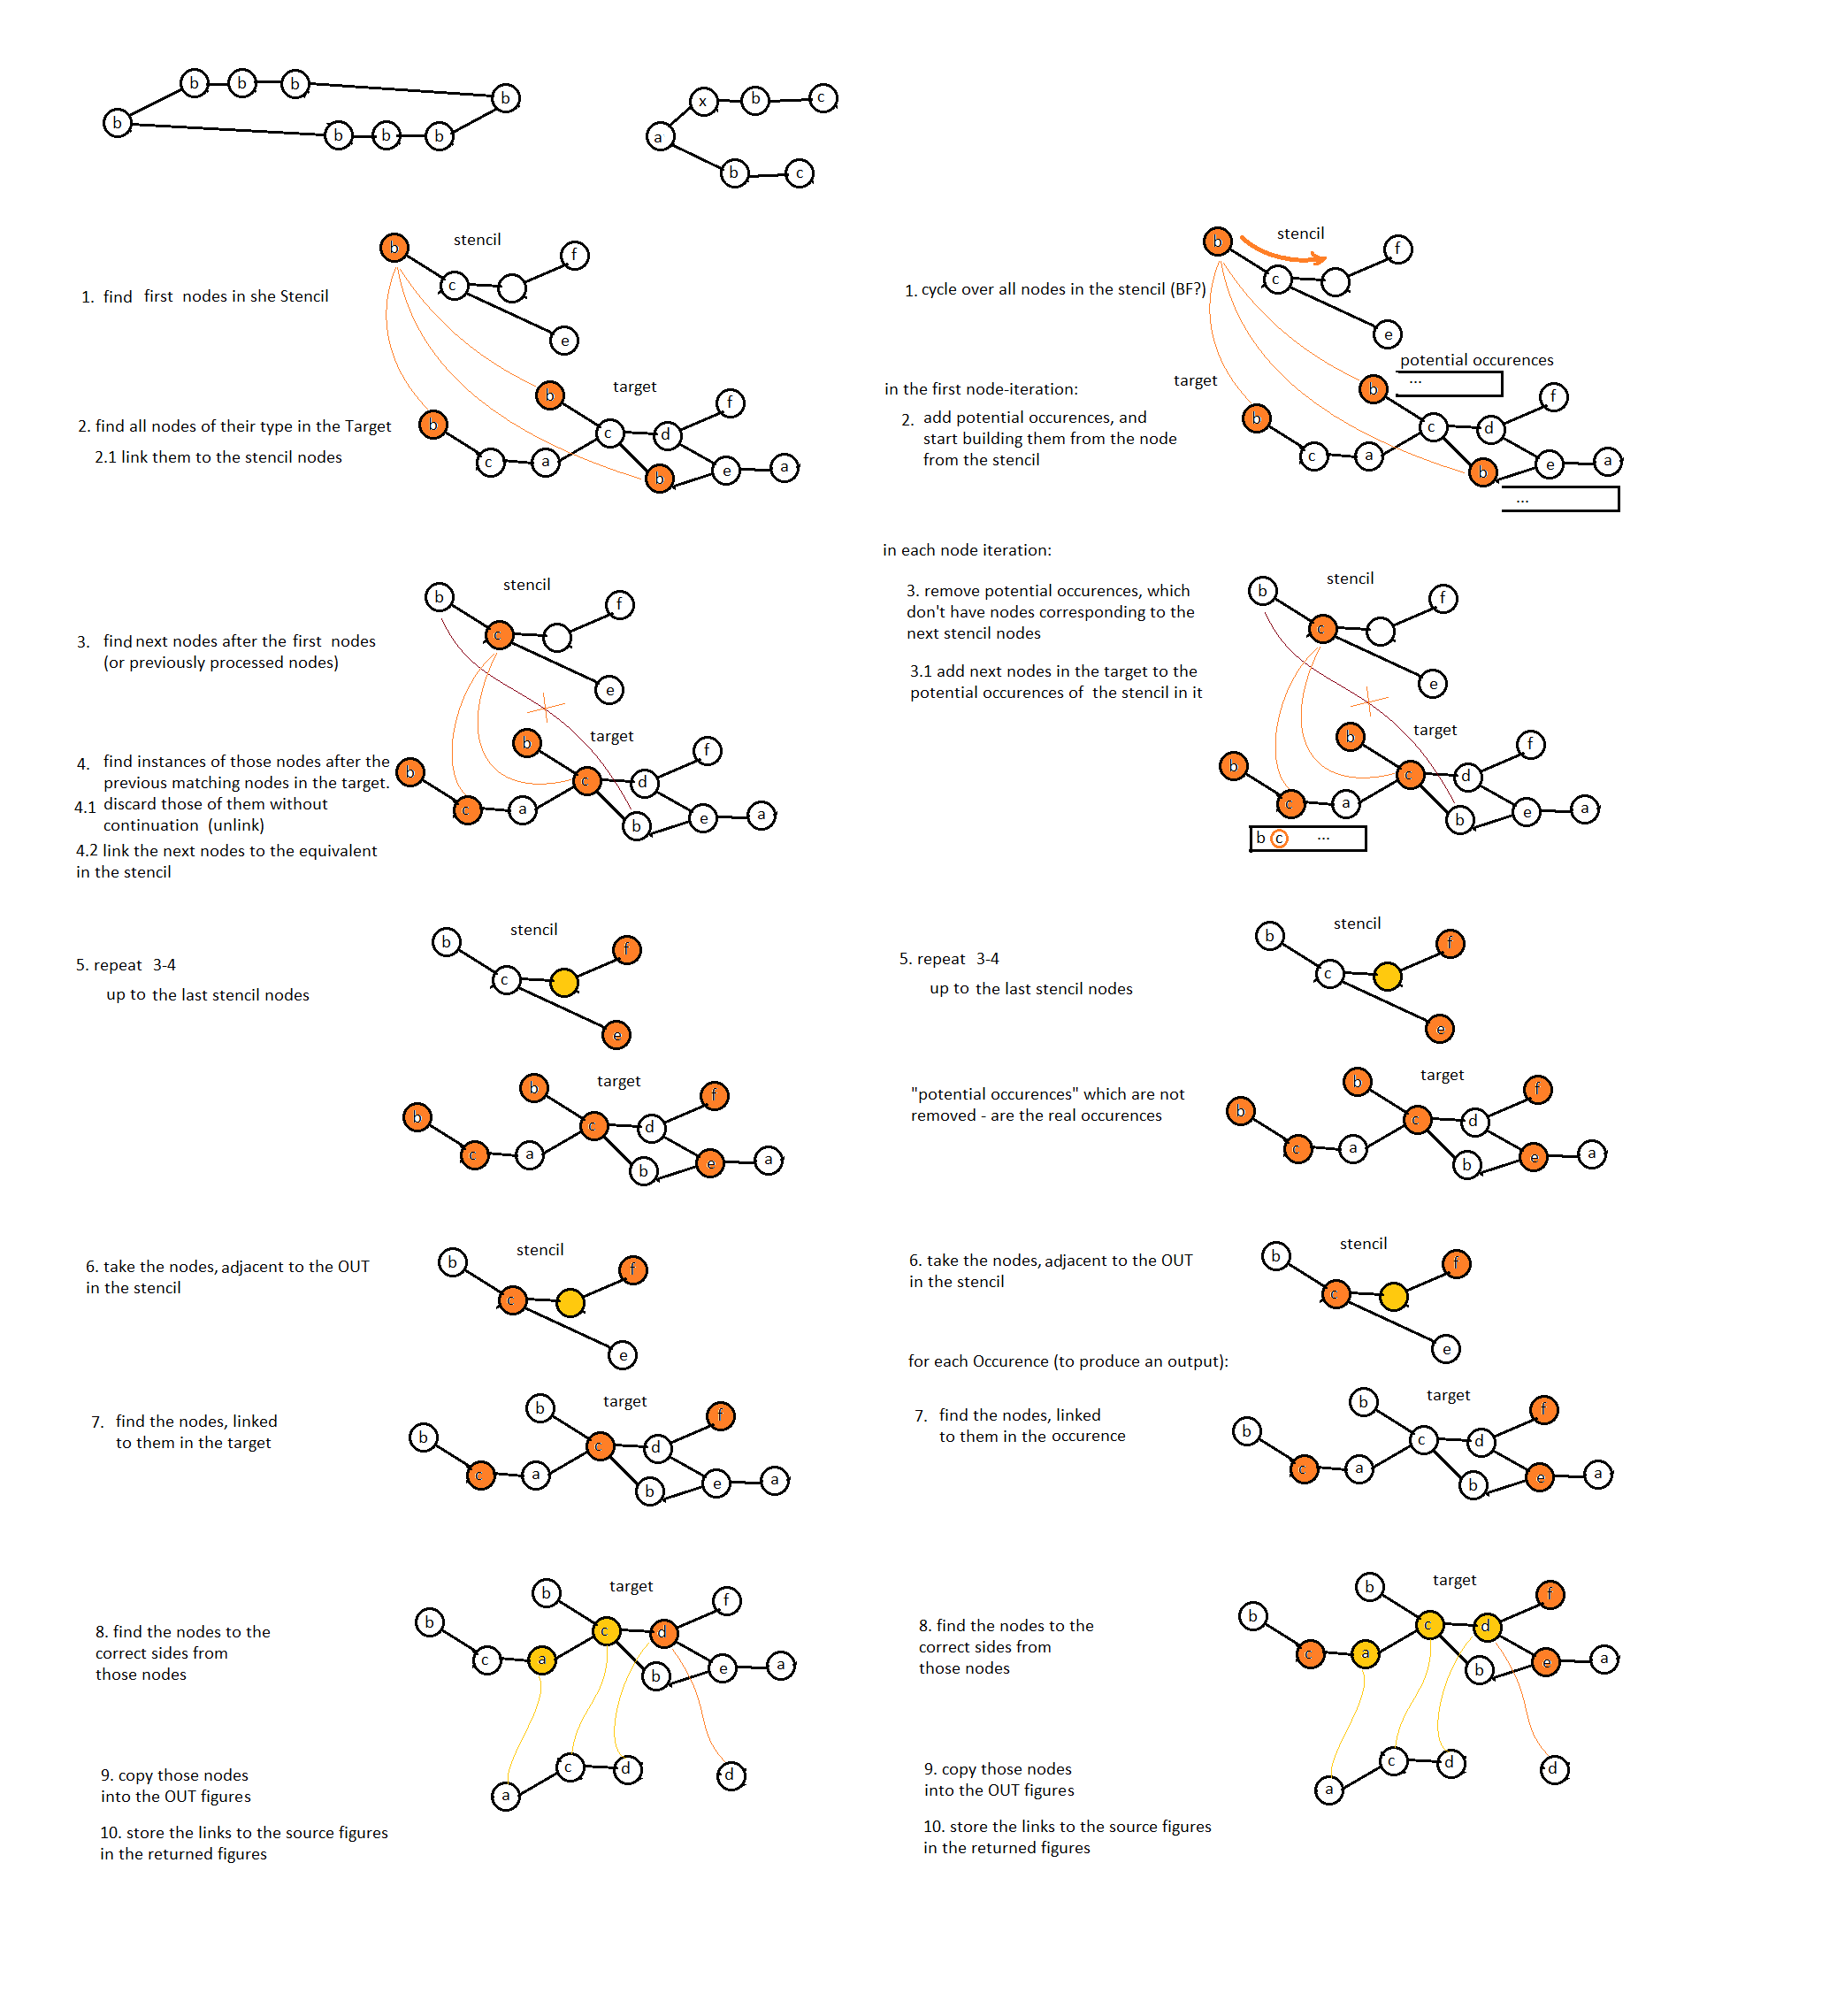 b b b b
b b b b
x b c
a
b c
b stencil f
c
1. find first nodes in she Stencil
e
b target f
2. find all nodes of their type in the Target
b c d
2.1 link them to the stencil nodes
c a b e a
b stencil f
c
3. find next nodes after the first nodes
(or previously processed nodes)
e
b target f
4. find instances of those nodes after the
previous matching nodes in the target.
4.1 discard those of them without
continuation (unlink)
4.2 link the next nodes to the equivalent
in the stencil
b c d
c a b e a
b stencil f
5. repeat 3-4
up to the last stencil nodes
c
e
b target f
b c d
c a b e a
b stencil f
6. take the nodes, adjacent to the OUT
in the stencil
c
e
b target f
7. find the nodes, linked
to them in the target
b c d
c a b e a
b target f
8. find the nodes to the
correct sides from
those nodes
b c d
c a b e a
9. copy those nodes
into the OUT figures
a c d d
10. store the links to the source figures
in the returned figures
b stencil f
1. cycle over all nodes in the stencil (BF?)
c
e
potential occurences
target b ... f
in the first node-iteration:
2. add potential occurences, and
start building them from the node
from the stencil
b c d
c a b e a
...
in each node iteration:
b stencil f
3. remove potential occurences, which
don't have nodes corresponding to the
next stencil nodes
c
3.1 add next nodes in the target to the
potential occurences of the stencil in it
e
b target f
b c d
c a b e a
b c ...
b stencil f
5. repeat 3-4
up to the last stencil nodes
c
e
b target f
"potential occurences" which are not
removed - are the real occurences
b c d
c a b e a
b stencil f
6. take the nodes, adjacent to the OUT
in the stencil
c
e
for each Occurence (to produce an output):
b target f
7. find the nodes, linked
to them in the occurence
b c d
c a b e a
b target f
8. find the nodes to the
correct sides from
those nodes
b c d
c a b e a
9. copy those nodes
into the OUT figures
a c d d
10. store the links to the source figures
in the returned figures